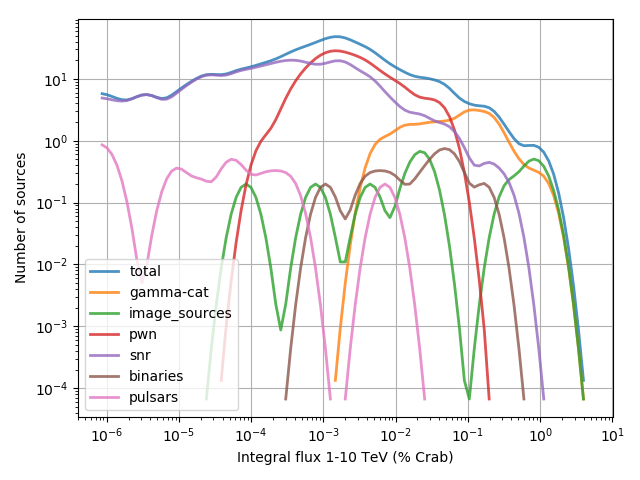 Number of sources
10¹
10⁰
10⁻¹
10⁻²
10⁻³
10⁻⁴
total
gamma-cat
image_sources
pwn
snr
binaries
pulsars
10⁻⁶ 10⁻⁵ 10⁻⁴ 10⁻³ 10⁻² 10⁻¹ 10⁰ 10¹
Integral flux 1-10 TeV (% Crab)